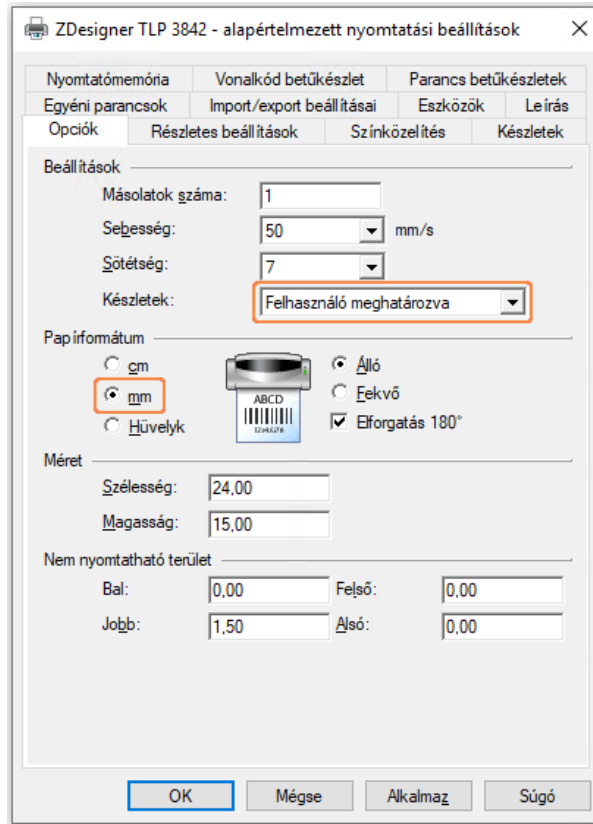 ZDesigner TLP 3842 - alapértelmezett nyomtatási beállítások
Nyomtatómemória Vonalkód betűkészlet Parancs betűkészletek
Egyéni parancsok Import/export beállításai Eszközök Leírás
Opciók Részletes beállítások Színközelítés Készletek
Beállítások
Másolatok száma: 1
Sebesség: 50 mm/s
Sötétség: 7
Készletek: Felhasználó meghatározva
Papírformátum
cm Álló
mm ABCD Fekvő
Hüvelyk Elforgatás 180°
Méret
Szélesség: 24,00
Magasság: 15,00
Nem nyomtatható terület
Bal: 0,00 Felső: 0,00
Jobb: 1,50 Alsó: 0,00
OK Mégse Alkalmaz Súgó